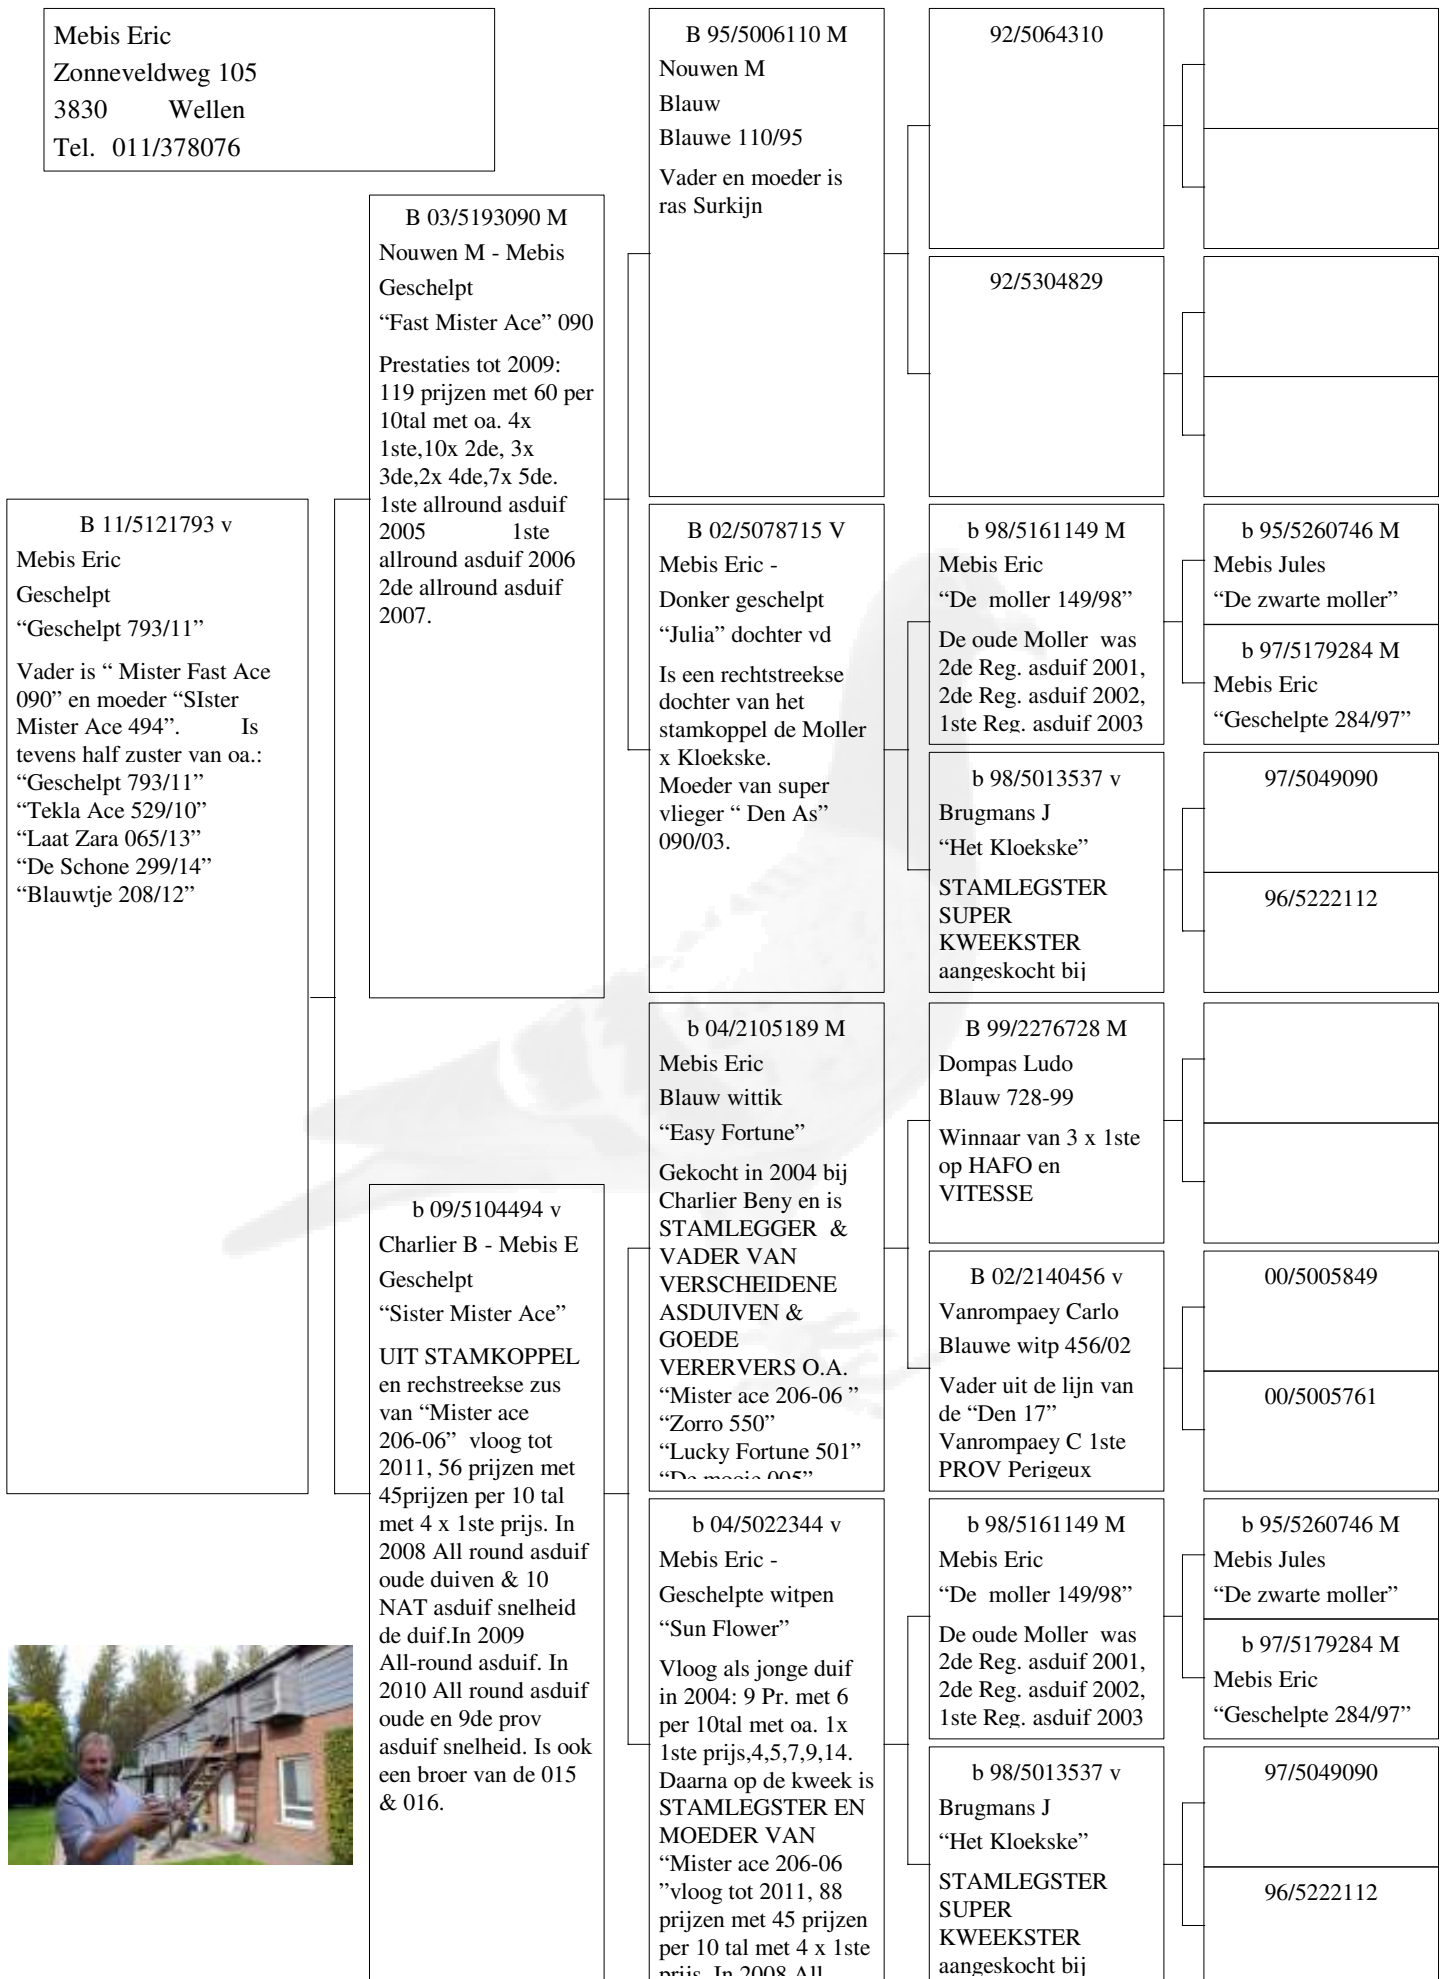 Mebis Eric
Zonneveldweg 105
3830 Wellen
Tel. 011/378076
B 11/5121793 v
Mebis Eric
Geschelpt
“Geschelpt 793/11”
Vader is “ Mister Fast Ace
090” en moeder “SIster
Mister Ace 494”. Is
tevens half zuster van oa.:
“Geschelpt 793/11”
“Tekla Ace 529/10”
“Laat Zara 065/13”
“De Schone 299/14”
“Blauwtje 208/12”
B 03/5193090 M
Nouwen M - Mebis
Geschelpt
“Fast Mister Ace” 090
Prestaties tot 2009:
119 prijzen met 60 per
10tal met oa. 4x
1ste,10x 2de, 3x
3de,2x 4de,7x 5de.
1ste allround asduif
2005 1ste
allround asduif 2006
2de allround asduif
2007.
b 09/5104494 v
Charlier B - Mebis E
Geschelpt
“Sister Mister Ace”
UIT STAMKOPPEL
en rechstreekse zus
van “Mister ace
206-06” vloog tot
2011, 56 prijzen met
45prijzen per 10 tal
met 4 x 1ste prijs. In
2008 All round asduif
oude duiven & 10
NAT asduif snelheid
de duif.In 2009
All-round asduif. In
2010 All round asduif
oude en 9de prov
asduif snelheid. Is ook
een broer van de 015
& 016.
B 95/5006110 M
Nouwen M
Blauw
Blauwe 110/95
Vader en moeder is
ras Surkijn
B 02/5078715 V
Mebis Eric -
Donker geschelpt
“Julia” dochter vd
Is een rechtstreekse
dochter van het
stamkoppel de Moller
x Kloekske.
Moeder van super
vlieger “ Den As”
090/03.
b 04/2105189 M
Mebis Eric
Blauw wittik
“Easy Fortune”
Gekocht in 2004 bij
Charlier Beny en is
STAMLEGGER &
VADER VAN
VERSCHEIDENE
ASDUIVEN &
GOEDE
VERERVERS O.A.
“Mister ace 206-06 ”
“Zorro 550”
“Lucky Fortune 501”
“De mooie 005”
b 04/5022344 v
Mebis Eric -
Geschelpte witpen
“Sun Flower”
Vloog als jonge duif
in 2004: 9 Pr. met 6
per 10tal met oa. 1x
1ste prijs,4,5,7,9,14.
Daarna op de kweek is
STAMLEGSTER EN
MOEDER VAN
“Mister ace 206-06
”vloog tot 2011, 88
prijzen met 45 prijzen
per 10 tal met 4 x 1ste
prijs. In 2008 All
92/5064310
92/5304829
b 98/5161149 M
Mebis Eric
“De moller 149/98”
De oude Moller was
2de Reg. asduif 2001,
2de Reg. asduif 2002,
1ste Reg. asduif 2003
b 98/5013537 v
Brugmans J
“Het Kloekske”
STAMLEGSTER
SUPER
KWEEKSTER
aangeskocht bij
B 99/2276728 M
Dompas Ludo
Blauw 728-99
Winnaar van 3 x 1ste
op HAFO en
VITESSE
B 02/2140456 v
Vanrompaey Carlo
Blauwe witp 456/02
Vader uit de lijn van
de “Den 17”
Vanrompaey C 1ste
PROV Perigeux
b 98/5161149 M
Mebis Eric
“De moller 149/98”
De oude Moller was
2de Reg. asduif 2001,
2de Reg. asduif 2002,
1ste Reg. asduif 2003
b 98/5013537 v
Brugmans J
“Het Kloekske”
STAMLEGSTER
SUPER
KWEEKSTER
aangeskocht bij
b 95/5260746 M
Mebis Jules
“De zwarte moller”
b 97/5179284 M
Mebis Eric
“Geschelpte 284/97”
97/5049090
96/5222112
00/5005849
00/5005761
b 95/5260746 M
Mebis Jules
“De zwarte moller”
b 97/5179284 M
Mebis Eric
“Geschelpte 284/97”
97/5049090
96/5222112